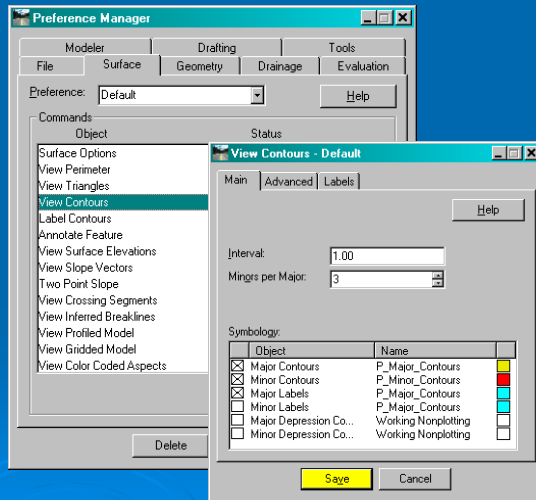 Preference Manager
Modeler Drafting Tools
File Surface Geometry Drainage Evaluation
Preference: Default Help
Commands
Object Status
Surface Options
View Perimeter
View Triangles
View Contours
Label Contours
Annotate Feature
View Surface Elevations
View Slope Vectors
Two Point Slope
View Crossing Segments
View Inferred Breaklines
View Profiled Model
View Gridded Model
View Color Coded Aspects
Delete
View Contours - Default
Main Advanced Labels
Help
Interval: 1.00
Minors per Major: 3
Symbology:
Object Name
Major Contours P_Major_Contours
Minor Contours P_Minor_Contours
Major Labels P_Major_Contours
Minor Labels P_Major_Contours
Major Depression Co... Working Nonplotting
Minor Depression Co... Working Nonplotting
Save Cancel